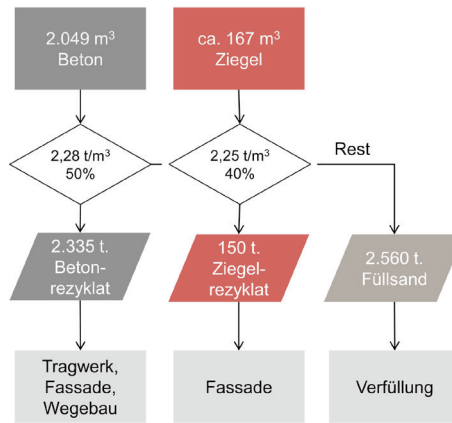 2.049 m³
Beton
ca. 167 m³
Ziegel
2,28 t/m³
50%
2,25 t/m³
40%
Rest
2.335 t.
Beton-
rezyklat
150 t.
Ziegel-
rezyklat
2.560 t.
Füllsand
Tragwerk,
Fassade,
Wegebau
Fassade
Verfüllung